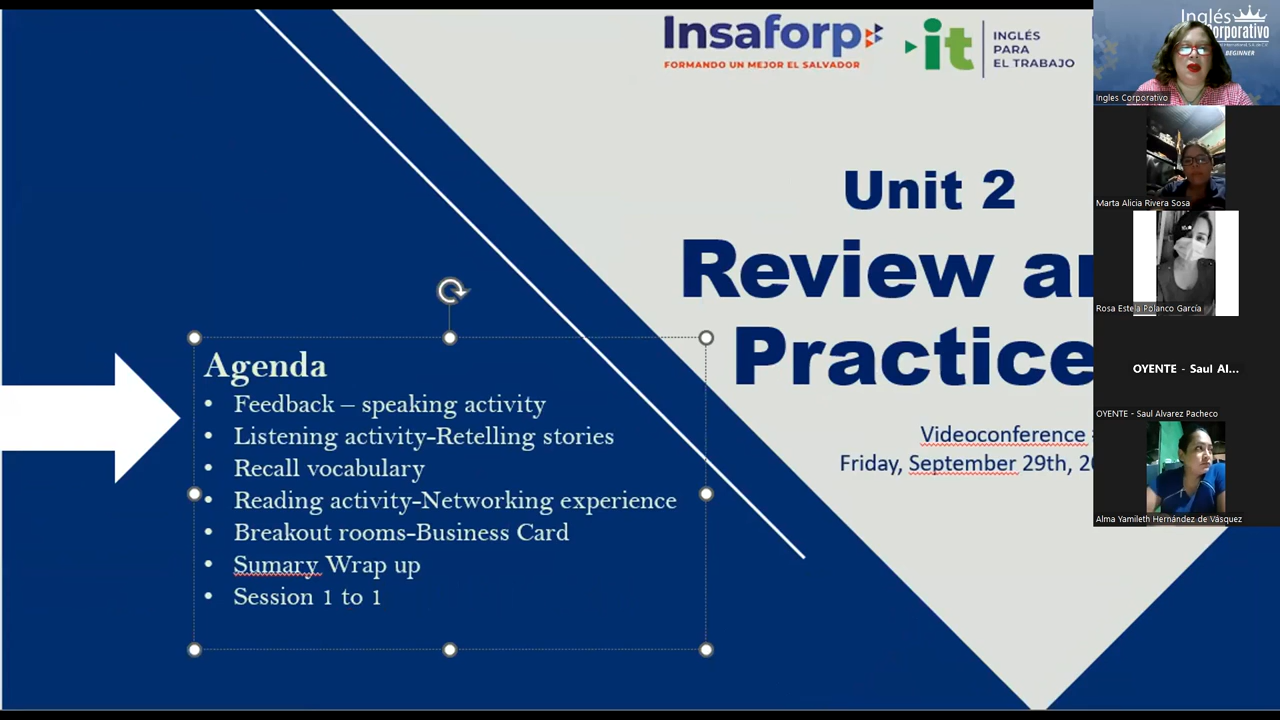 Insaforp
FORMANDO UN MEJOR EL SALVADOR
it
INGLÉS
PARA
EL TRABAJO
Unit 2
Review
Practice
Videoconference
Friday, September 29th,
Agenda
• Feedback – speaking activity
• Listening activity-Retelling stories
• Recall vocabulary
• Reading activity-Networking experience
• Breakout rooms-Business Card
• Sumary Wrap up
• Session 1 to 1
Inglés
Corporativo
BEGINNER
Ingles Corporativo
Marta Alicia Rivera Sosa
Rosa Estela Polanco García
OYENTE - Saul Al...
OYENTE - Saul Alvarez Pacheco
Alma Yamileth Hernández de Vásquez